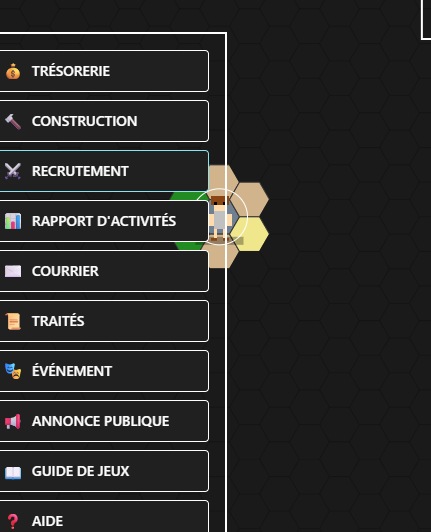 TRÉSORERIE
CONSTRUCTION
RECRUTEMENT
RAPPORT D'ACTIVITÉS
COURRIER
TRAITÉS
ÉVÉNEMENT
ANNONCE PUBLIQUE
GUIDE DE JEUX
AIDE